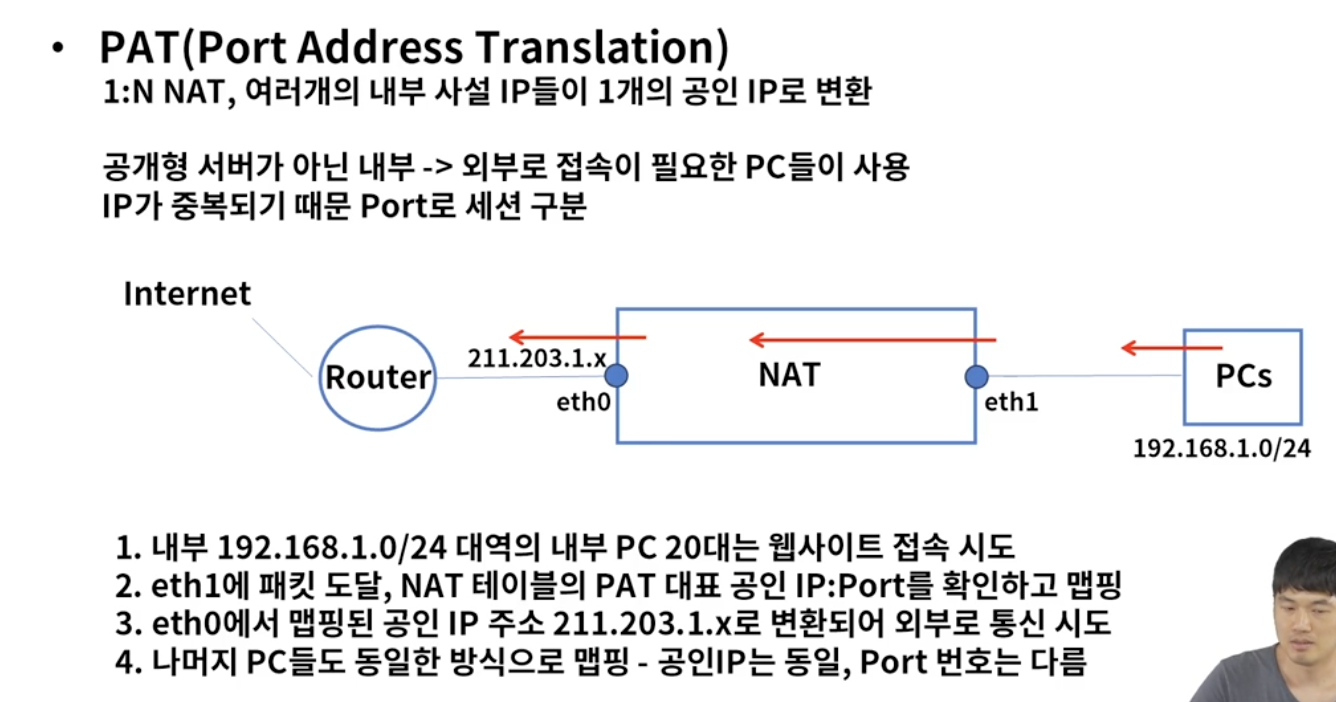 • PAT(Port Address Translation)
1:N NAT, 여러개의 내부 사설 IP들이 1개의 공인 IP로 변환
공개형 서버가 아닌 내부 -> 외부로 접속이 필요한 PC들이 사용
IP가 중복되기 때문 Port로 세션 구분
Internet
Router
211.203.1.x
eth0
NAT
eth1
PCs
192.168.1.0/24
1. 내부 192.168.1.0/24 대역의 내부 PC 20대는 웹사이트 접속 시도
2. eth1에 패킷 도달, NAT 테이블의 PAT 대표 공인 IP:Port를 확인하고 맵핑
3. eth0에서 맵핑된 공인 IP 주소 211.203.1.x로 변환되어 외부로 통신 시도
4. 나머지 PC들도 동일한 방식으로 맵핑 - 공인IP는 동일, Port 번호는 다름